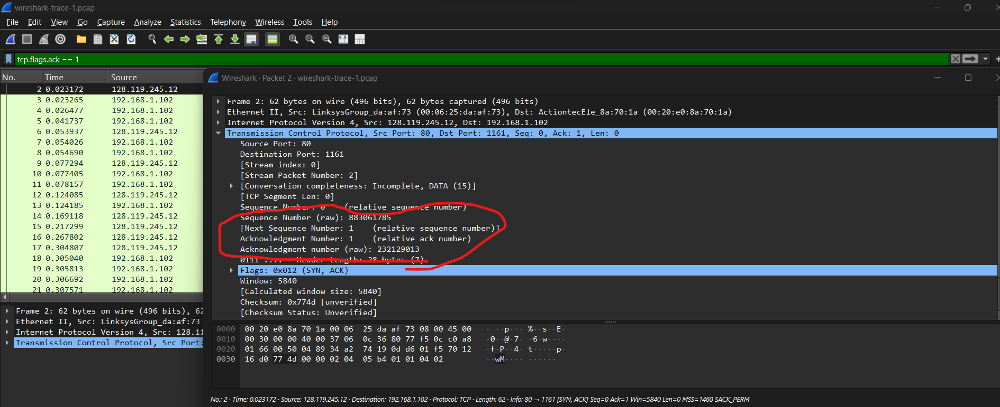 wireshark-trace-1.pcap
File Edit View Go Capture Analyze Statistics Telephony Wireless Tools Help
tcp.flags.ack == 1
No. Time Source
2 0.023172 128.119.245.12
3 0.023265 192.168.1.102
4 0.026477 192.168.1.102
5 0.041737 192.168.1.102
6 0.053937 128.119.245.12
7 0.054026 192.168.1.102
8 0.054690 192.168.1.102
9 0.077294 128.119.245.12
10 0.077405 192.168.1.102
11 0.078157 192.168.1.102
12 0.124085 128.119.245.12
13 0.124185 192.168.1.102
14 0.169118 128.119.245.12
15 0.217299 128.119.245.12
16 0.267802 128.119.245.12
17 0.304807 128.119.245.12
18 0.305040 192.168.1.102
19 0.305813 192.168.1.102
20 0.306692 192.168.1.102
21 0.307571 192.168.1.102
Frame 2: 62 bytes on wire (496 bits), 62
Ethernet II, Src: LinksysGroup_da:af:73
Internet Protocol Version 4, Src: 128.11
Transmission Control Protocol, Src Port:
Wireshark · Packet 2 · wireshark-trace-1.pcap
Frame 2: 62 bytes on wire (496 bits), 62 bytes captured (496 bits)
Ethernet II, Src: LinksysGroup_da:af:73 (00:06:25:da:af:73), Dst: ActiontecEle_8a:70:1a (00:20:e0:8a:70:1a)
Internet Protocol Version 4, Src: 128.119.245.12, Dst: 192.168.1.102
Transmission Control Protocol, Src Port: 80, Dst Port: 1161, Seq: 0, Ack: 1, Len: 0
Source Port: 80
Destination Port: 1161
[Stream index: 0]
[Stream Packet Number: 2]
[Conversation completeness: Incomplete, DATA (15)]
[TCP Segment Len: 0]
Sequence Number: 0 (relative sequence number)
Sequence Number (raw): 883061785
[Next Sequence Number: 1 (relative sequence number)]
Acknowledgment Number: 1 (relative ack number)
Acknowledgment number (raw): 232129013
0111 .... = Header Length: 28 bytes (7)
Flags: 0x012 (SYN, ACK)
Window: 5840
[Calculated window size: 5840]
Checksum: 0x774d [unverified]
[Checksum Status: Unverified]
0000 00 20 e0 8a 70 1a 00 06 25 da af 73 08 00 45 00 · ··p··· %··s··E·
0010 00 30 00 00 40 00 37 06 0c 36 80 77 f5 0c c0 a8 ·0··@·7· ·6·w····
0020 01 66 00 50 04 89 34 a2 74 19 0d d6 01 f5 70 12 ·f·P··4· t·····p·
0030 16 d0 77 4d 00 00 02 04 05 b4 01 01 04 02 ··wM···· ······
No.: 2 · Time: 0.023172 · Source: 128.119.245.12 · Destination: 192.168.1.102 · Protocol: TCP · Length: 62 · Info: 80 → 1161 [SYN, ACK] Seq=0 Ack=1 Win=5840 Len=0 MSS=1460 SACK_PERM